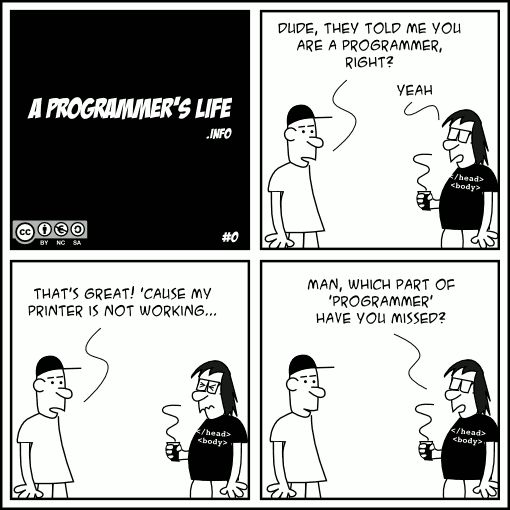 A PROGRAMMER'S LIFE
.INFO
cc
BY NC SA
#0
DUDE, THEY TOLD ME YOU
ARE A PROGRAMMER,
RIGHT?
YEAH
</head>
<body>
THAT'S GREAT! 'CAUSE MY
PRINTER IS NOT WORKING...
</head>
<body>
MAN, WHICH PART OF
'PROGRAMMER'
HAVE YOU MISSED?
</head>
<body>